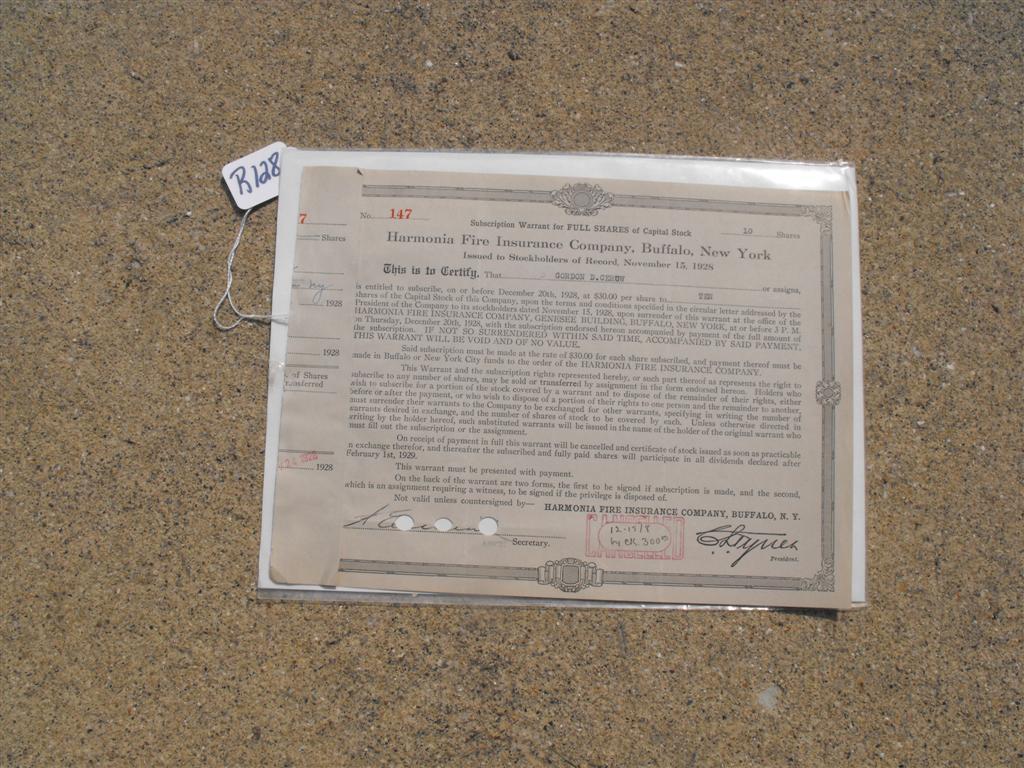 R128
7
No. 147
Subscription Warrant for FULL SHARES of Capital Stock
10 Shares
Shares
Harmonia Fire Insurance Company, Buffalo, New York
Issued to Stockholders of Record, November 15, 1928
This is to Certify, That GORDON D. or assigns,
is entitled to subscribe, on or before December 20th, 1928, at $30.00 per share to TEN
shares of the Capital Stock of this Company, upon the terms and conditions specified in the circular letter addressed by the
President of the Company to its stockholders dated November 15, 1928, upon surrender of this warrant at the office of the
HARMONIA FIRE INSURANCE COMPANY, GENESEE BUILDING, BUFFALO, NEW YORK, at or before 3 P. M.
on Thursday, December 20th, 1928, with the subscription endorsed hereon accompanied by payment of the full amount of
the subscription. IF NOT SO SURRENDERED WITHIN SAID TIME, ACCOMPANIED BY SAID PAYMENT,
THIS WARRANT WILL BE VOID AND OF NO VALUE.
Said subscription must be made at the rate of $30.00 for each share subscribed, and payment thereof must be
made in Buffalo or New York City funds to the order of the HARMONIA FIRE INSURANCE COMPANY.
This Warrant and the subscription rights represented hereby, or such part thereof as represents the right to
subscribe to any number of shares, may be sold or transferred by assignment in the form endorsed hereon. Holders who
wish to subscribe for a portion of the stock covered by a warrant and to dispose of the remainder of their rights, either
before or after the payment, or who wish to dispose of a portion of their rights to one person and the remainder to another,
must surrender their warrants to the Company to be exchanged for other warrants, specifying in writing the number of
warrants desired in exchange, and the number of shares of stock to be covered by each. Unless otherwise directed in
writing by the holder hereof, such substituted warrants will be issued in the name of the holder of the original warrant who
must fill out the subscription or the assignment.
On receipt of payment in full this warrant will be cancelled and certificate of stock issued as soon as practicable
n exchange therefor, and thereafter the subscribed and fully paid shares will participate in all dividends declared after
February 1st, 1929.
This warrant must be presented with payment.
On the back of the warrant are two forms, the first to be signed if subscription is made, and the second,
which is an assignment requiring a witness, to be signed if the privilege is disposed of.
Not valid unless countersigned by—
HARMONIA FIRE INSURANCE COMPANY, BUFFALO, N. Y.
Secretary.
CANCELLED
President.
ny
1928
1928
of Shares
1928